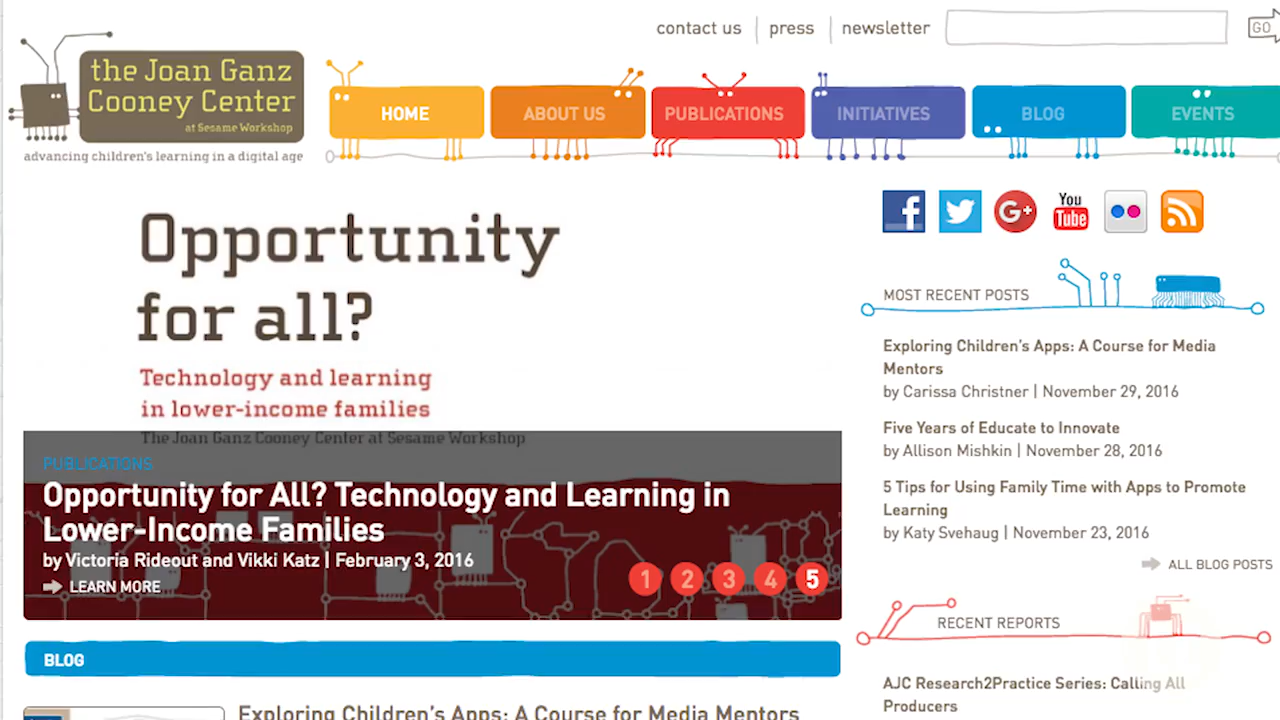 contact us
press
newsletter
GO
the Joan Ganz
Cooney Center
at Sesame Workshop
advancing children's learning in a digital age
HOME
ABOUT US
PUBLICATIONS
INITIATIVES
BLOG
EVENTS
Opportunity
for all?
Technology and learning
in lower-income families
The Joan Ganz Cooney Center at Sesame Workshop
PUBLICATIONS
Opportunity for All? Technology and Learning in
Lower-Income Families
by Victoria Rideout and Vikki Katz | February 3, 2016
LEARN MORE
1 2 3 4 5
BLOG
Exploring Children's Apps: A Course for Media Mentors
You
Tube
MOST RECENT POSTS
Exploring Children's Apps: A Course for Media
Mentors
by Carissa Christner | November 29, 2016
Five Years of Educate to Innovate
by Allison Mishkin | November 28, 2016
5 Tips for Using Family Time with Apps to Promote
Learning
by Katy Svehaug | November 23, 2016
ALL BLOG POSTS
RECENT REPORTS
AJC Research2Practice Series: Calling All
Producers